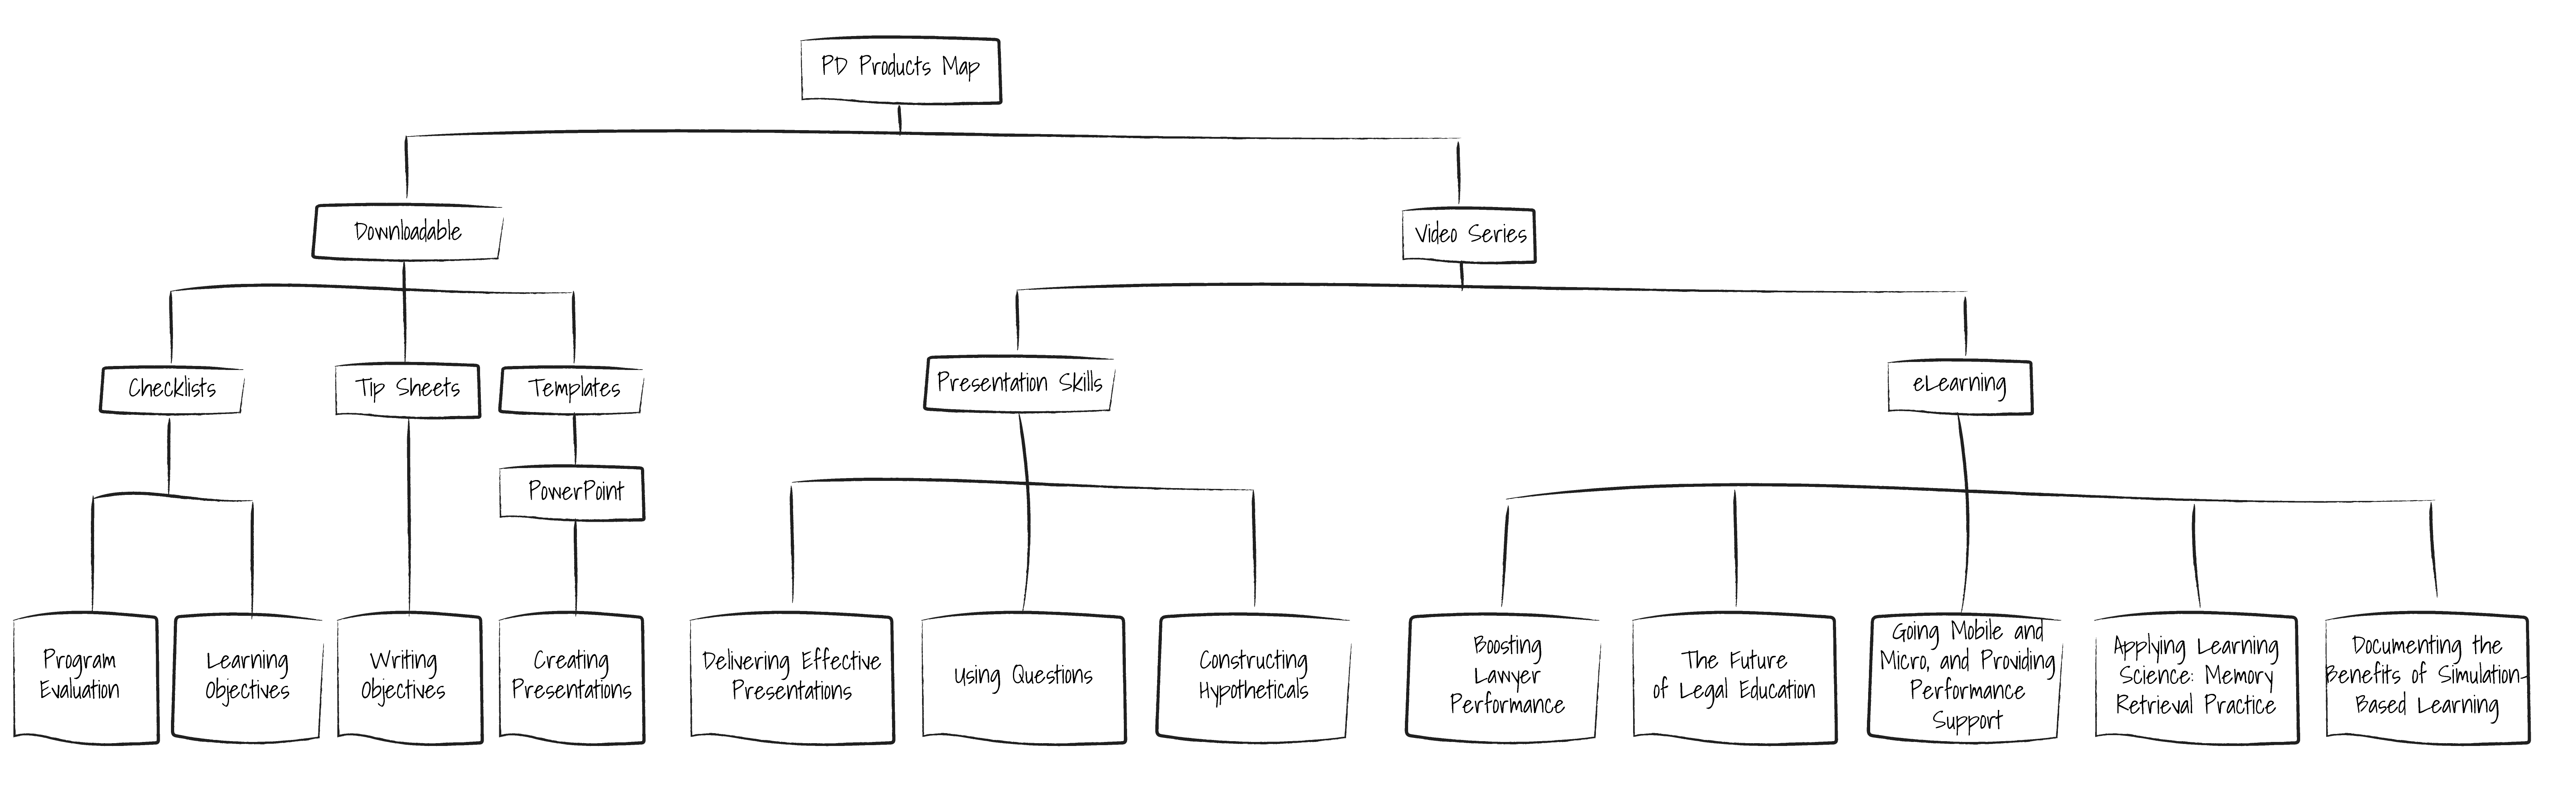 PD Products Map
Downloadable
Video Series
Checklists
Tip Sheets
Templates
Presentation Skills
eLearning
PowerPoint
Program
Evaluation
Learning
Objectives
Writing
Objectives
Creating
Presentations
Delivering Effective
Presentations
Using Questions
Constructing
Hypotheticals
Boosting
Lawyer
Performance
The Future
of Legal Education
Going Mobile and
Micro, and Providing
Performance
Support
Applying Learning
Science: Memory
Retrieval Practice
Documenting the
Benefits of Simulation-
Based Learning